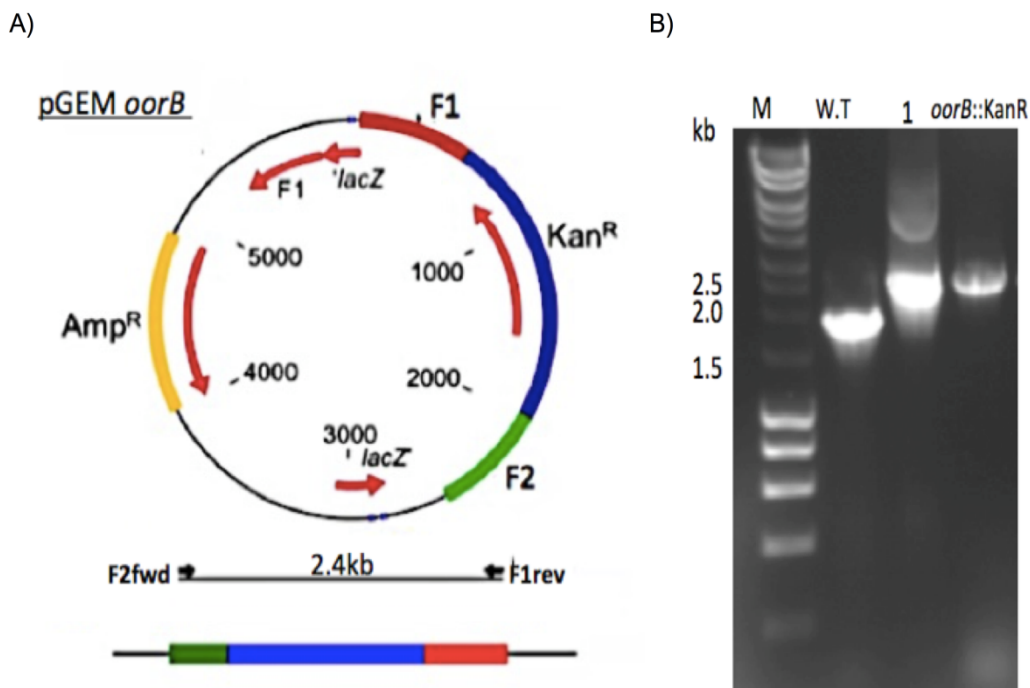 A)
B)
pGEM oorB
F1
F1
'lacZ
Kanᴿ
5000
1000
Ampᴿ
4000
2000
3000
lacZ
F2
F2fwd
2.4kb
F1rev
M
W.T
1
oorB::KanR
kb
2.5
2.0
1.5